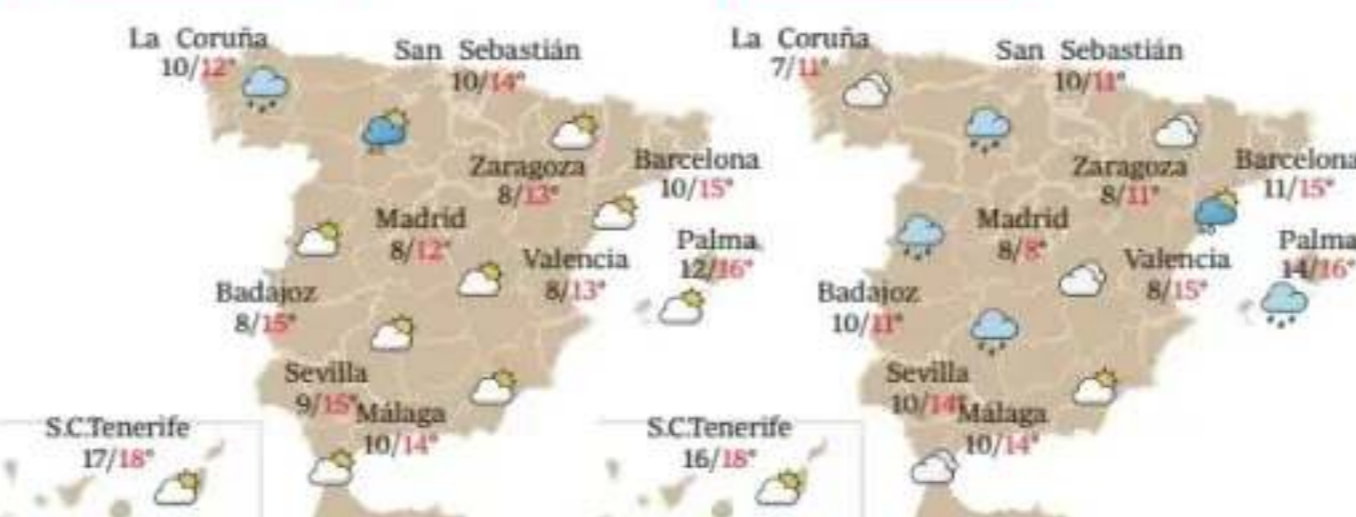 La Coruña
10/12°
San Sebastián
10/14°
Zaragoza
8/13°
Barcelona
10/15°
Madrid
8/12°
Palma
12/16°
Valencia
8/13°
Badajoz
8/15°
Sevilla
9/15°
Málaga
10/14°
S.C.Tenerife
17/18°
La Coruña
7/11°
San Sebastián
10/11°
Zaragoza
8/11°
Barcelona
11/15°
Madrid
8/8°
Palma
14/16°
Valencia
8/15°
Badajoz
10/11°
Sevilla
10/14°
Málaga
10/14°
S.C.Tenerife
16/18°